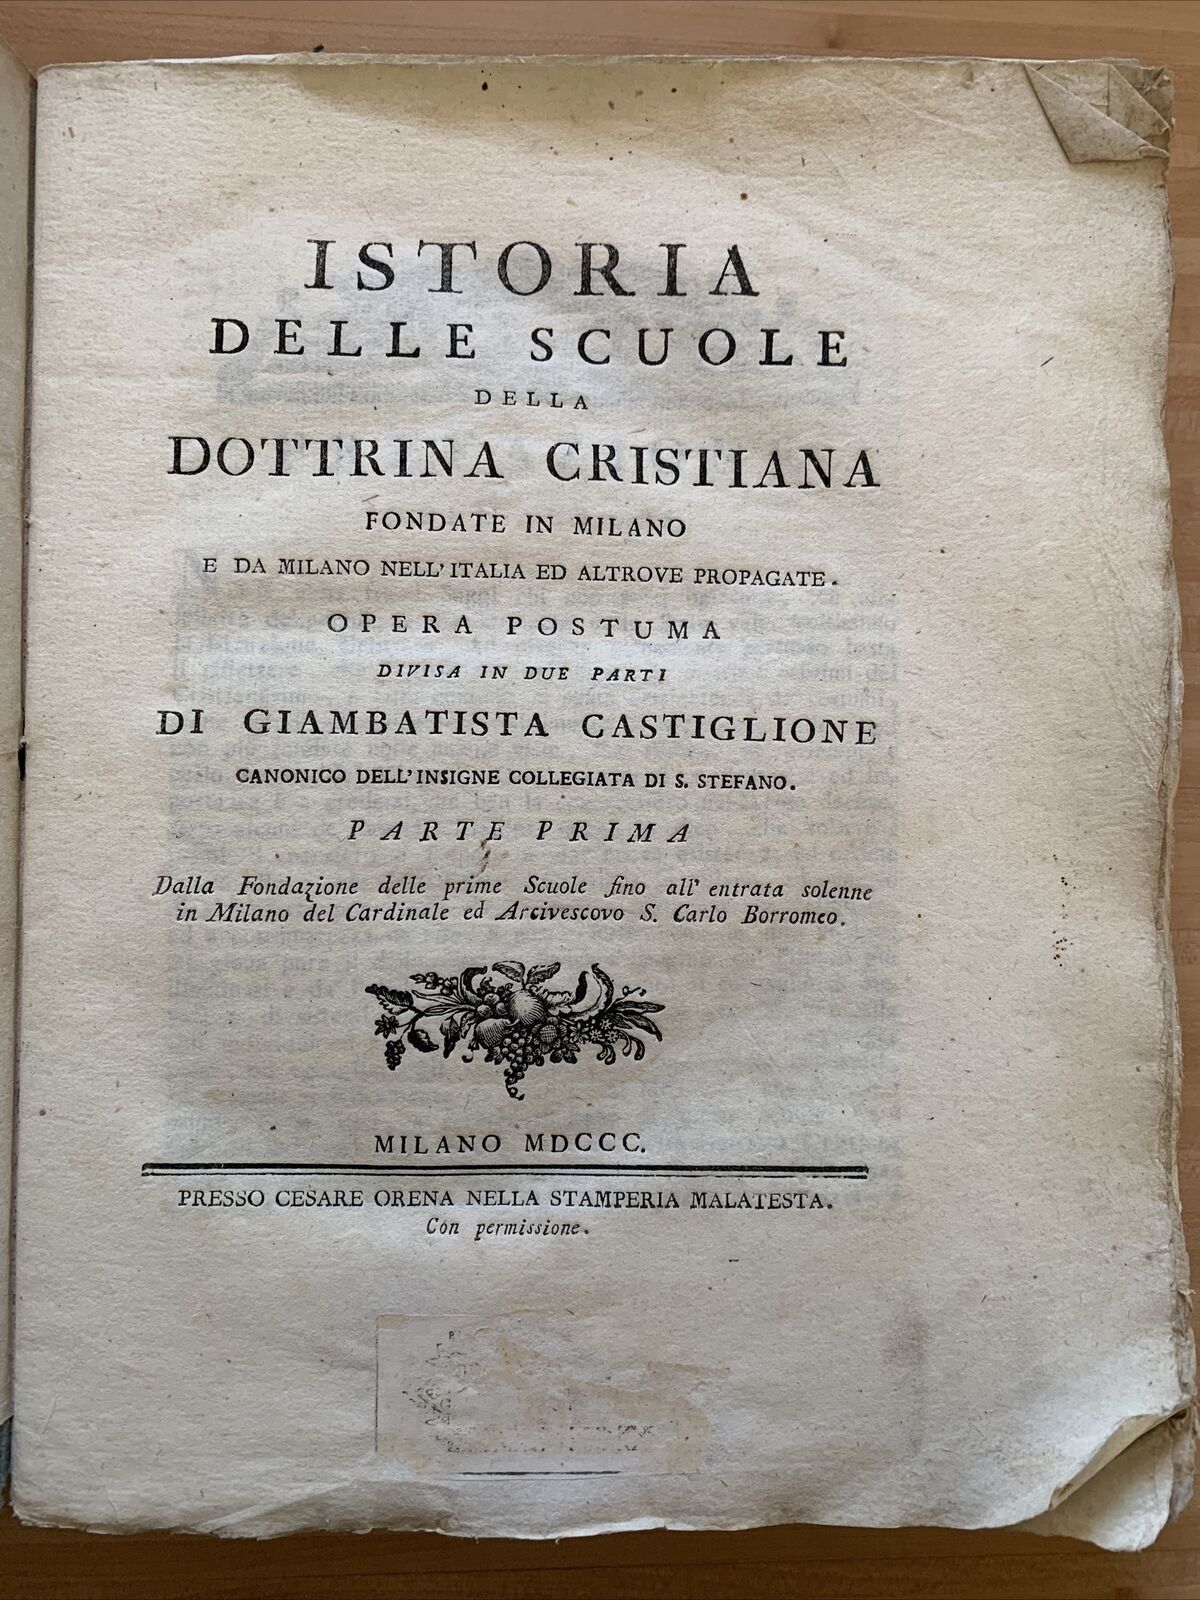 ISTORIA
DELLE SCUOLE
DELLA
DOTTRINA CRISTIANA
FONDATE IN MILANO
E DA MILANO NELL'ITALIA ED ALTROVE PROPAGATE.
OPERA POSTUMA
DIVISA IN DUE PARTI
DI GIAMBATISTA CASTIGLIONE
CANONICO DELL'INSIGNE COLLEGIATA DI S. STEFANO.
PARTE PRIMA
Dalla Fondazione delle prime Scuole fino all' entrata solenne
in Milano del Cardinale ed Arcivescovo S. Carlo Borromeo.
MILANO MDCCC.
PRESSO CESARE ORENA NELLA STAMPERIA MALATESTA.
Con permissione.